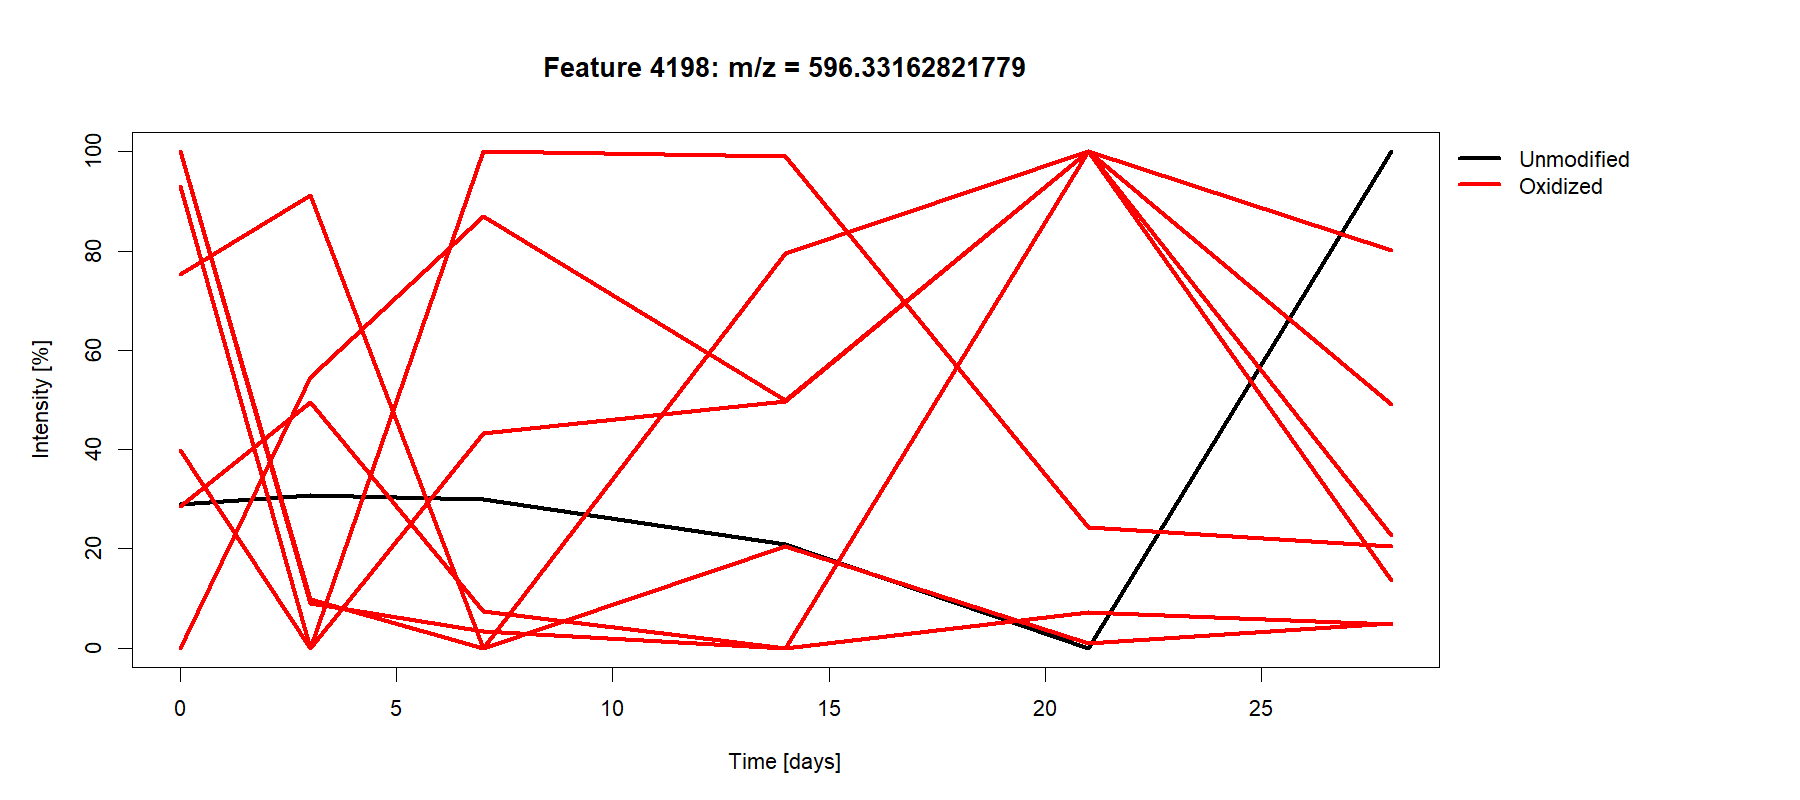 Feature 4198: m/z = 596.33162821779
Unmodified
Oxidized
Intensity [%]
100
80
60
40
20
0
0 5 10 15 20 25
Time [days]